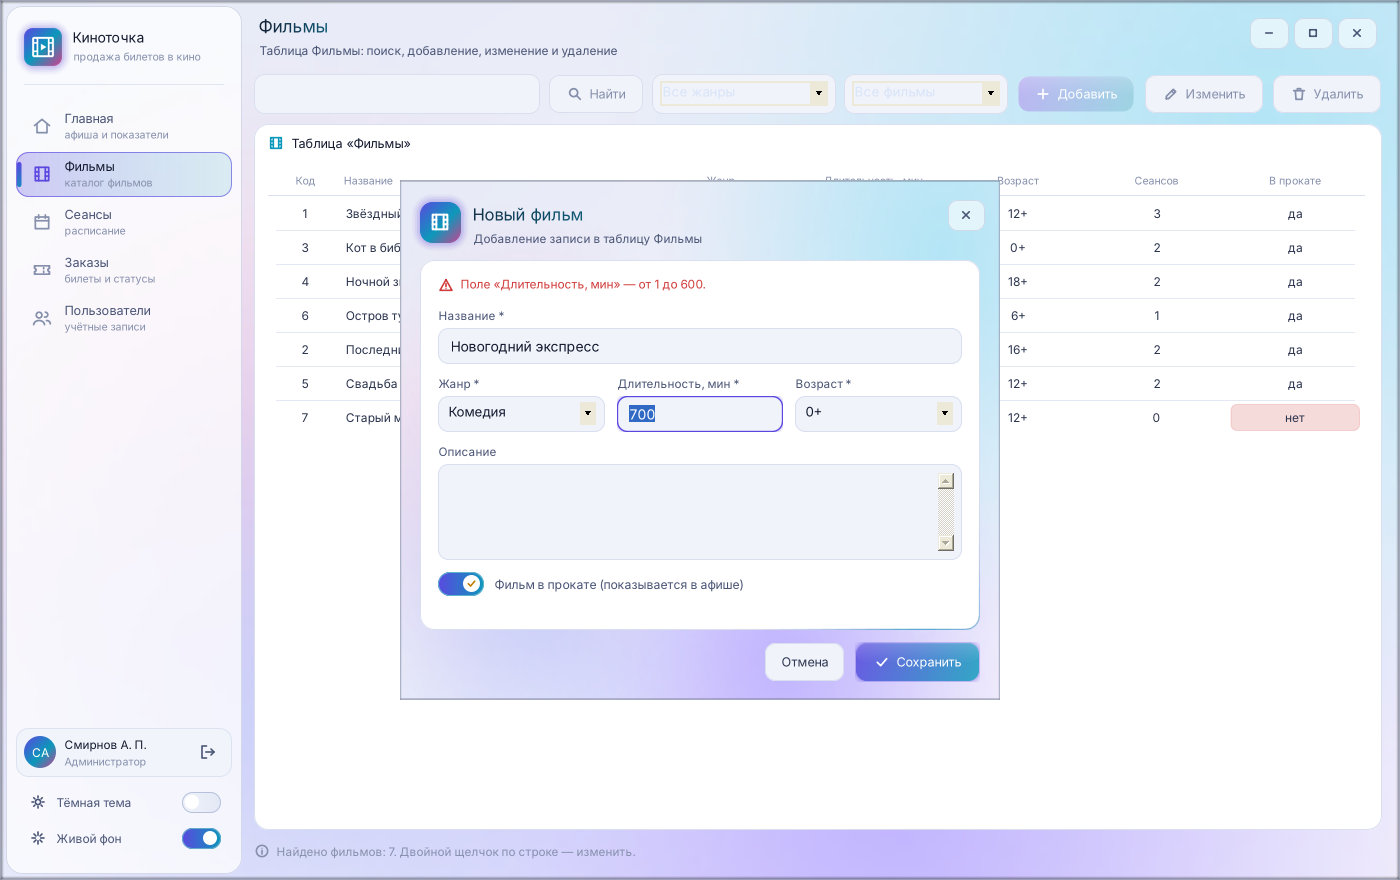 Киноточка
продажа билетов в кино
Главная
афиша и показатели
Фильмы
каталог фильмов
Сеансы
расписание
Заказы
билеты и статусы
Пользователи
учётные записи
СА
Смирнов А. П.
Администратор
Тёмная тема
Живой фон
Фильмы
Таблица Фильмы: поиск, добавление, изменение и удаление
Найти
Все жанры
Все фильмы
Добавить
Изменить
Удалить
Таблица «Фильмы»
Код Название Жанр Длительность, мин Возраст Сеансов В прокате
1 Звёздный 12+ 3 да
3 Кот в 0+ 2 да
4 Ночной 18+ 2 да
6 Остров 6+ 1 да
2 16+ 2 да
5 Свадьба 12+ 2 да
7 Старый 12+ 0 нет
Новый фильм
Добавление записи в таблицу Фильмы
Поле «Длительность, мин» — от 1 до 600.
Название *
Новогодний экспресс
Жанр * Длительность, мин * Возраст *
Комедия 700 0+
Описание
Фильм в прокате (показывается в афише)
Отмена
Сохранить
Найдено фильмов: 7. Двойной щелчок по строке — изменить.